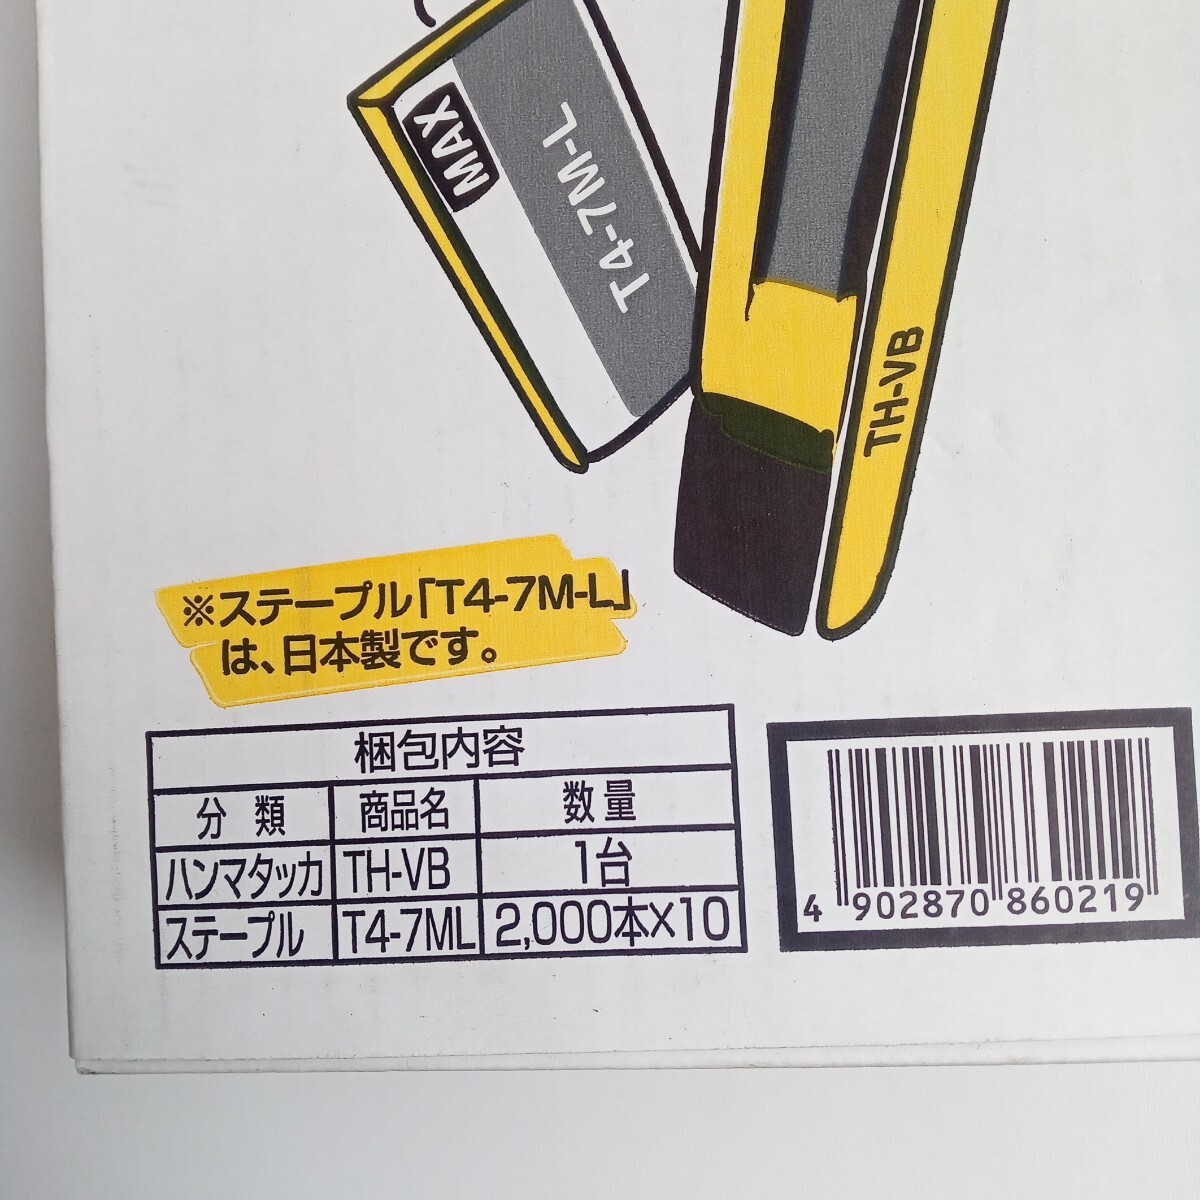 MAX
T4-7M-L
TH-VB
※ステープル「T4-7M-L」
は、日本製です。
梱包内容
分類 商品名 数量
ハンマタッカ TH-VB 1台
ステープル T4-7ML 2,000本×10
4 902870 860219